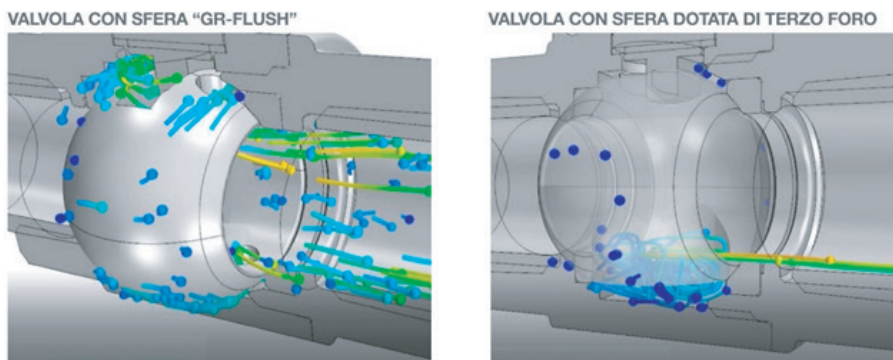 VALVOLA CON SFERA “GR-FLUSH”
VALVOLA CON SFERA DOTATA DI TERZO FORO